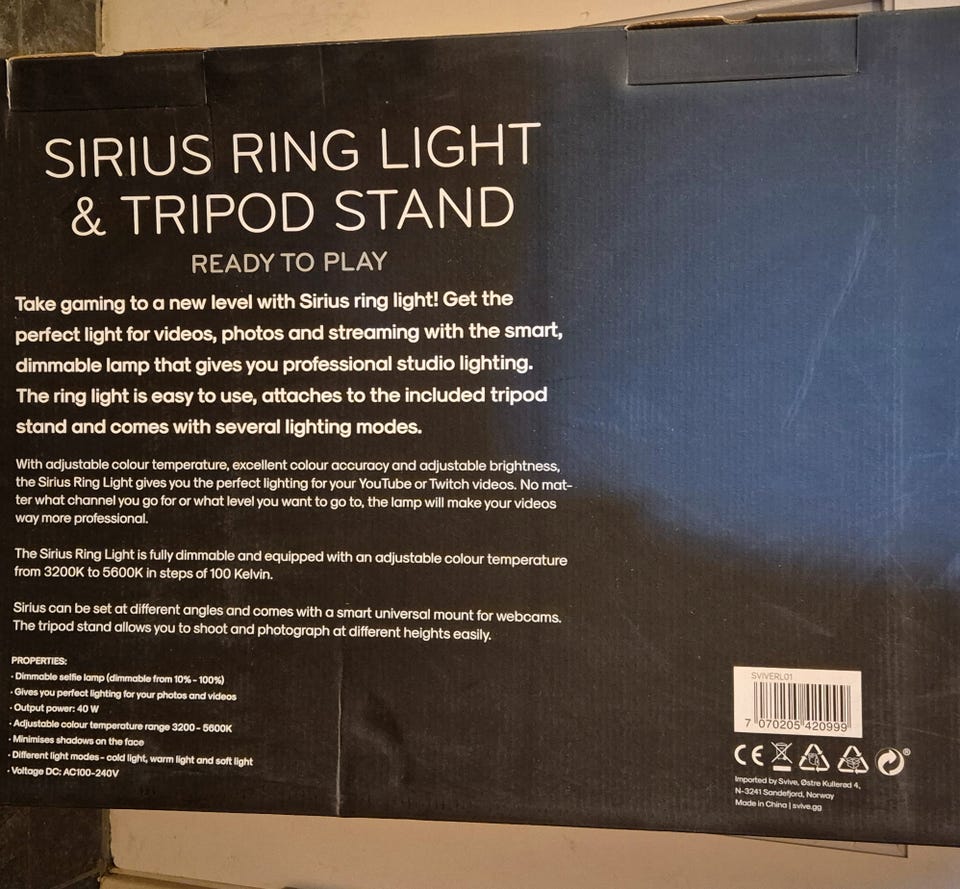 SIRIUS RING LIGHT
& TRIPOD STAND
READY TO PLAY
Take gaming to a new level with Sirius ring light! Get the
perfect light for videos, photos and streaming with the smart,
dimmable lamp that gives you professional studio lighting.
The ring light is easy to use, attaches to the included tripod
stand and comes with several lighting modes.
With adjustable colour temperature, excellent colour accuracy and adjustable brightness,
the Sirius Ring Light gives you the perfect lighting for your YouTube or Twitch videos. No mat-
ter what channel you go for or what level you want to go to, the lamp will make your videos
way more professional.
The Sirius Ring Light is fully dimmable and equipped with an adjustable colour temperature
from 3200K to 5600K in steps of 100 Kelvin.
Sirius can be set at different angles and comes with a smart universal mount for webcams.
The tripod stand allows you to shoot and photograph at different heights easily.
PROPERTIES:
· Dimmable selfie lamp (dimmable from 10% - 100%)
· Gives you perfect lighting for your photos and videos
· Output power: 40 W
· Adjustable colour temperature range 3200 - 5600K
· Minimises shadows on the face
· Different light modes - cold light, warm light and soft light
· Voltage DC: AC100-240V
SVIVERL01
7 070205 420999
CE
®
Imported by Svive, Østre Kullerød 4,
N-3241 Sandefjord, Norway
Made in China | svive.gg